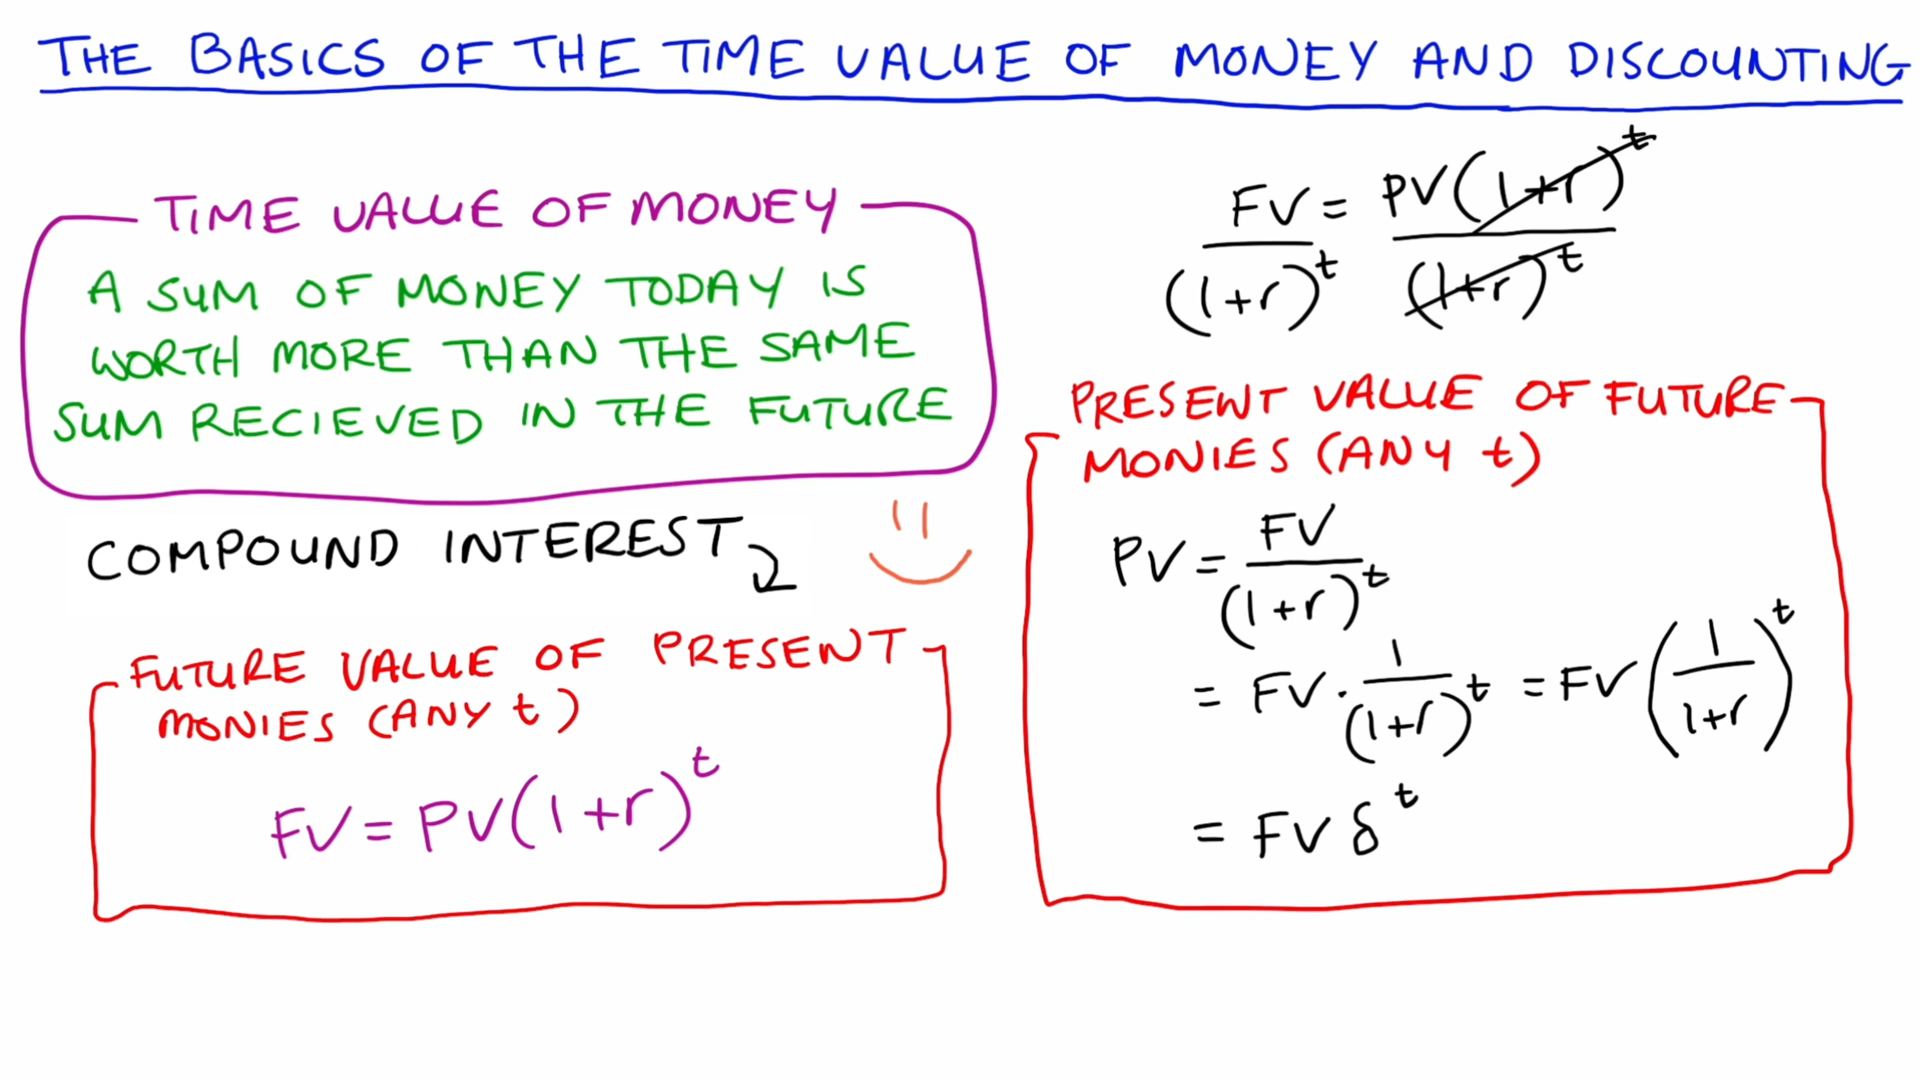 THE BASICS OF THE TIME VALUE OF MONEY AND DISCOUNTING
TIME VALUE OF MONEY
A SUM OF MONEY TODAY IS
WORTH MORE THAN THE SAME
SUM RECIEVED IN THE FUTURE
COMPOUND INTEREST
FUTURE VALUE OF PRESENT
MONIES (ANY t)
FV = PV(1+r)^t
FV/(1+r)^t = PV(1+r)^t/(1+r)^t
PRESENT VALUE OF FUTURE
MONIES (ANY t)
PV = FV/(1+r)^t
= FV · 1/(1+r)^t = FV(1/(1+r))^t
= FV δ^t